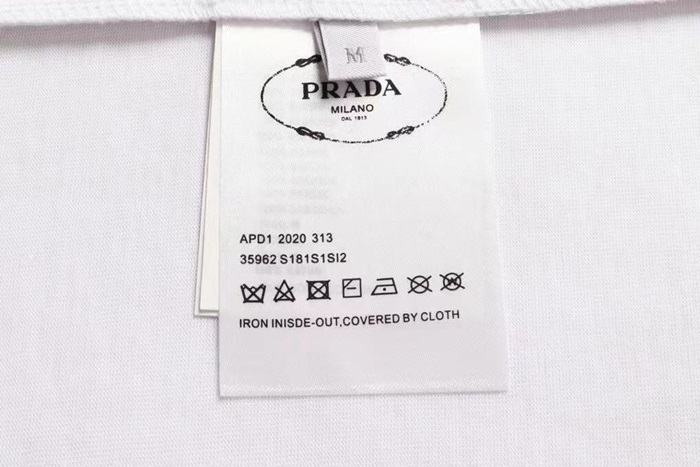 M
PRADA
MILANO
DAL 1913
APD1 2020 313
35962 S181S1SI2
IRON INISDE-OUT,COVERED BY CLOTH